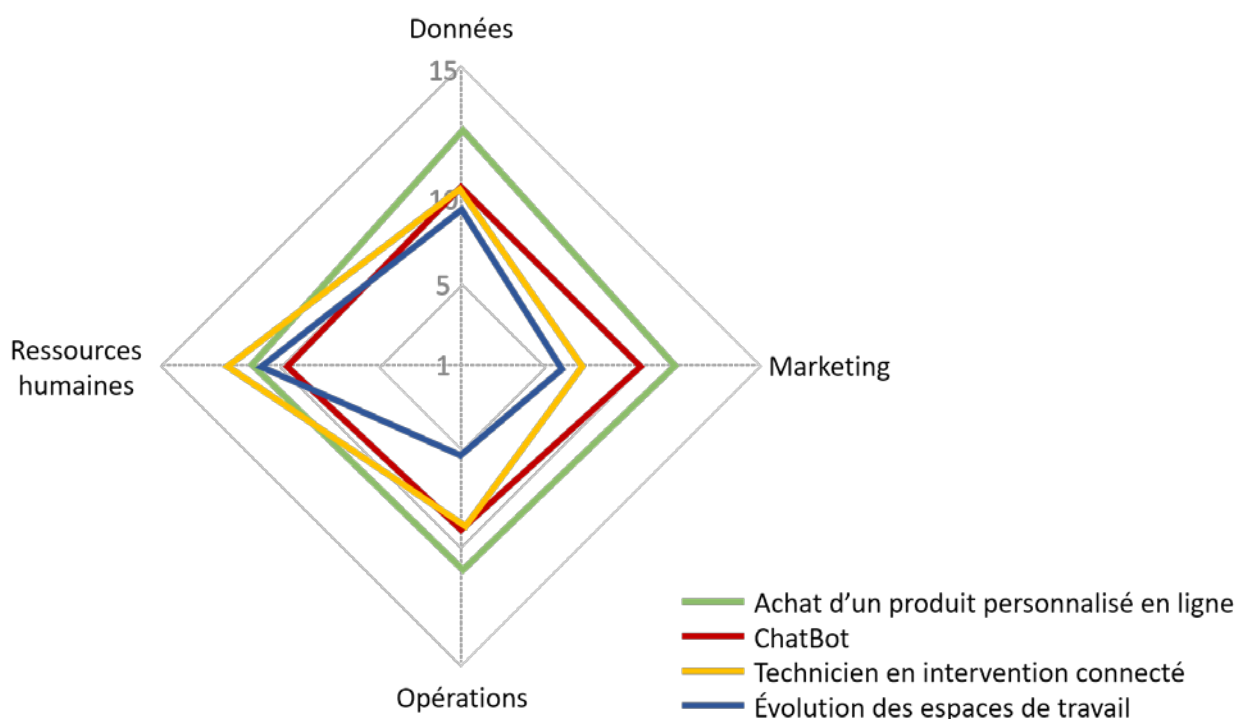 Données
15
10
5
1
Ressources
humaines
Marketing
Opérations
Achat d’un produit personnalisé en ligne
ChatBot
Technicien en intervention connecté
Évolution des espaces de travail